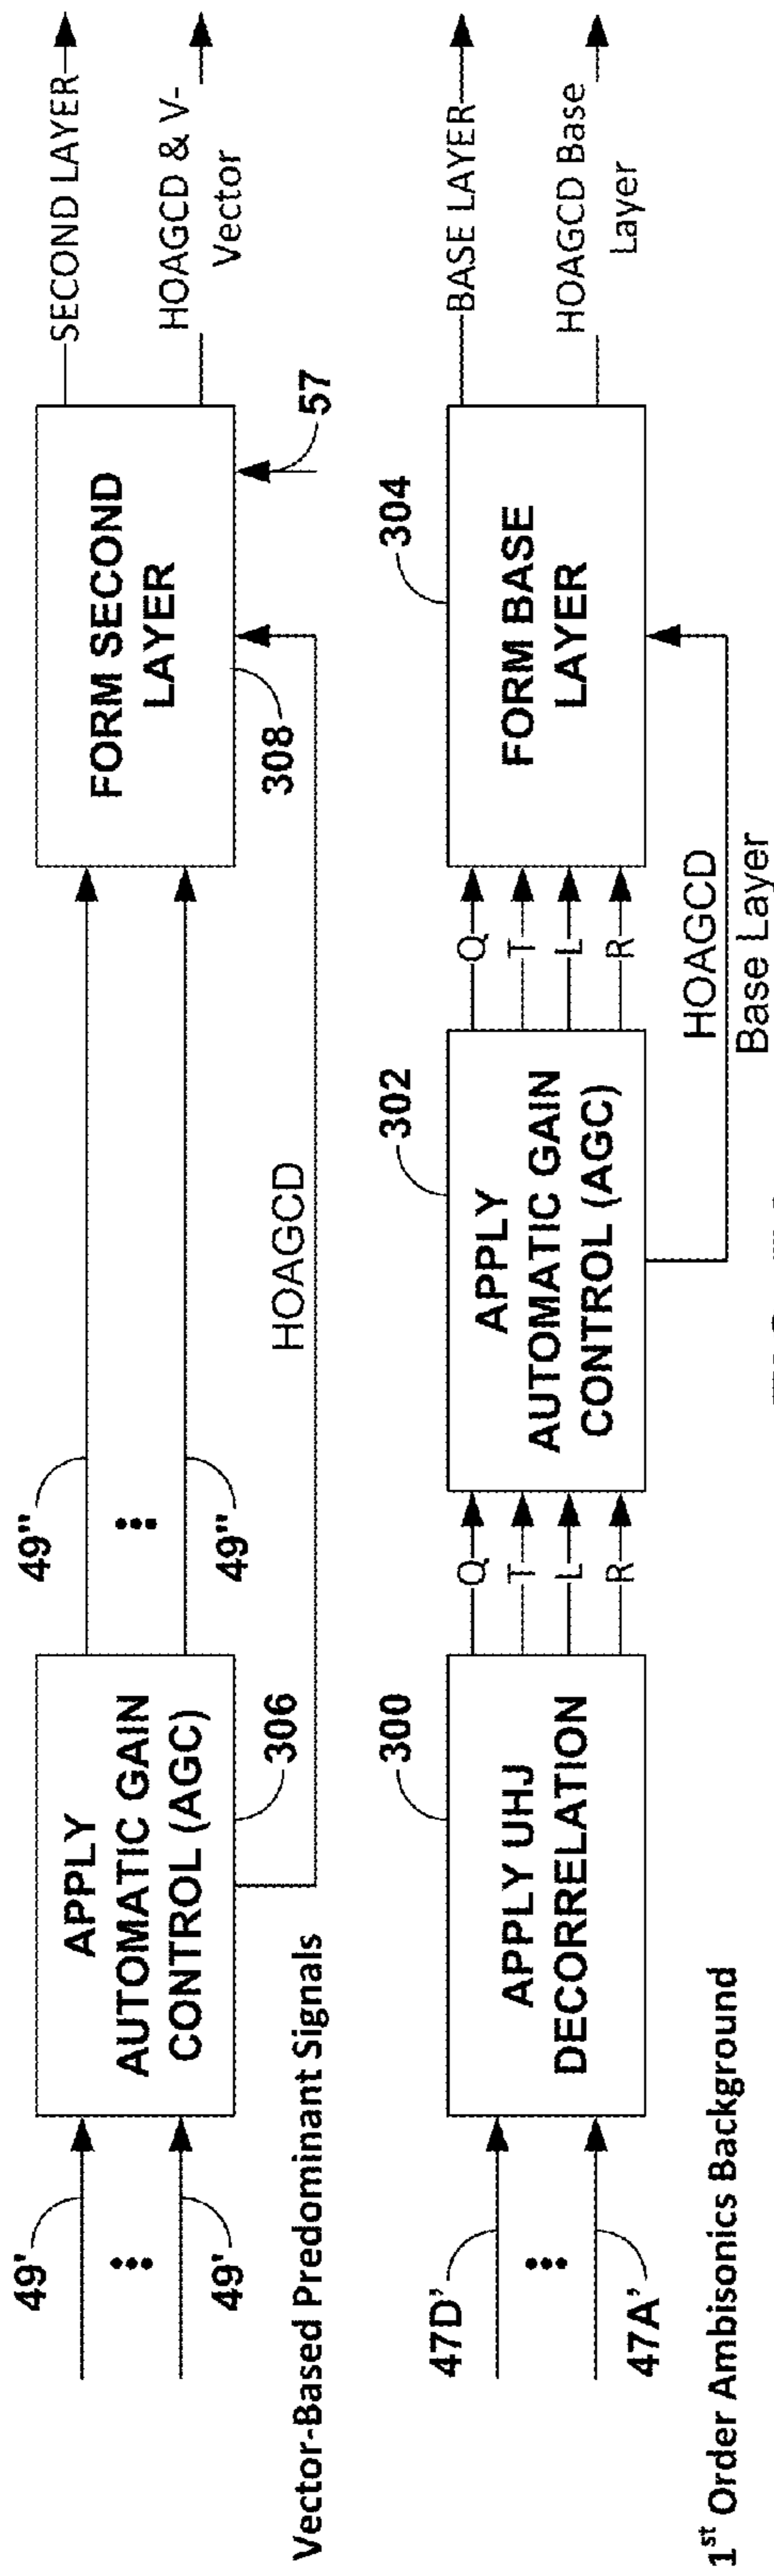 49'
49'
APPLY
AUTOMATIC GAIN
CONTROL (AGC)
306
49''
49''
HOAGCD
FORM SECOND
LAYER
308
57
SECOND LAYER
HOAGCD & V-
Vector
Vector-Based Predominant Signals
47D'
47A'
APPLY UHJ
DECORRELATION
300
Q
T
L
R
APPLY
AUTOMATIC GAIN
CONTROL (AGC)
302
Q
T
L
R
HOAGCD
Base Layer
FORM BASE
LAYER
304
BASE LAYER
HOAGCD Base
Layer
1st Order Ambisonics Background